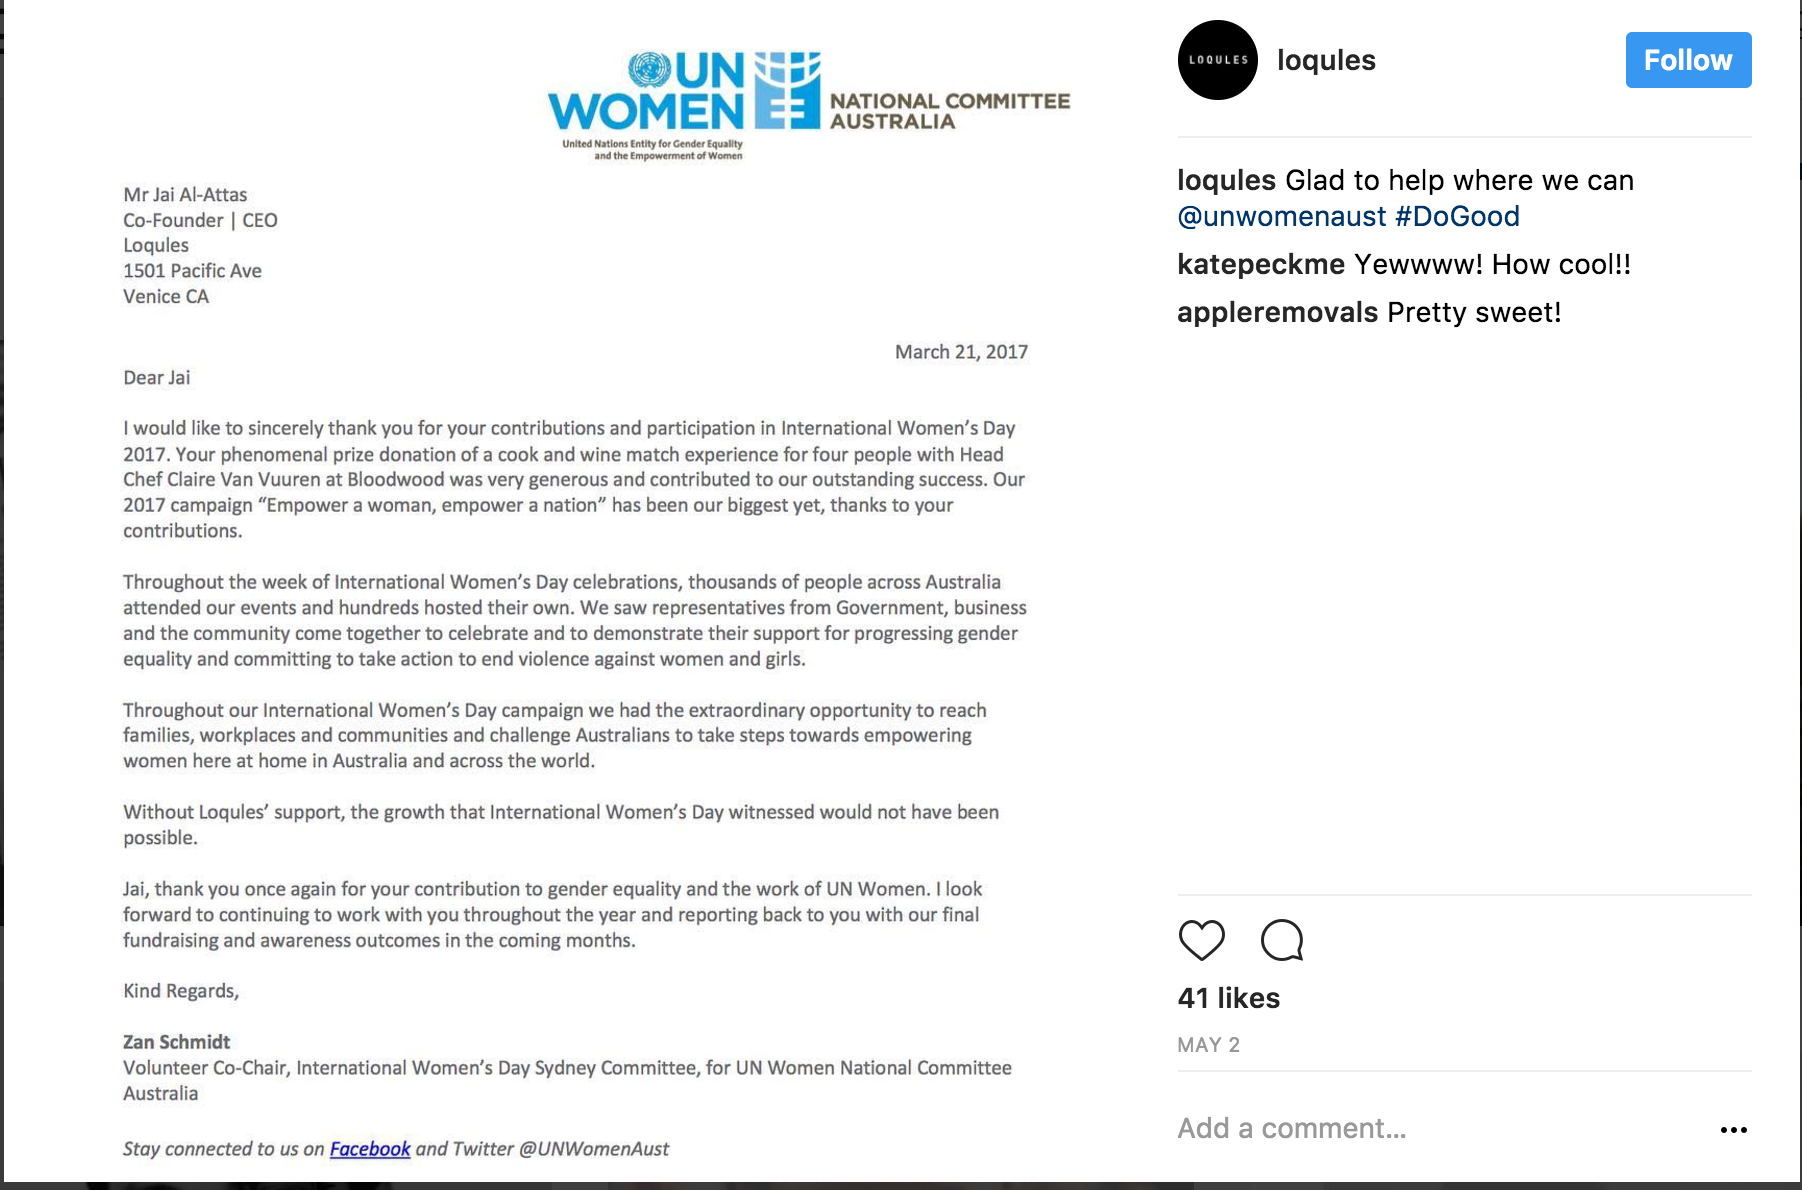 UN
WOMEN
NATIONAL COMMITTEE
AUSTRALIA
United Nations Entity for Gender Equality
and the Empowerment of Women
Mr Jai Al-Attas
Co-Founder | CEO
Loqules
1501 Pacific Ave
Venice CA
March 21, 2017
Dear Jai
I would like to sincerely thank you for your contributions and participation in International Women’s Day
2017. Your phenomenal prize donation of a cook and wine match experience for four people with Head
Chef Claire Van Vuuren at Bloodwood was very generous and contributed to our outstanding success. Our
2017 campaign “Empower a woman, empower a nation” has been our biggest yet, thanks to your
contributions.
Throughout the week of International Women’s Day celebrations, thousands of people across Australia
attended our events and hundreds hosted their own. We saw representatives from Government, business
and the community come together to celebrate and to demonstrate their support for progressing gender
equality and committing to take action to end violence against women and girls.
Throughout our International Women’s Day campaign we had the extraordinary opportunity to reach
families, workplaces and communities and challenge Australians to take steps towards empowering
women here at home in Australia and across the world.
Without Loqules’ support, the growth that International Women’s Day witnessed would not have been
possible.
Jai, thank you once again for your contribution to gender equality and the work of UN Women. I look
forward to continuing to work with you throughout the year and reporting back to you with our final
fundraising and awareness outcomes in the coming months.
Kind Regards,
Zan Schmidt
Volunteer Co-Chair, International Women’s Day Sydney Committee, for UN Women National Committee
Australia
Stay connected to us on Facebook and Twitter @UNWomenAust
LOQULES
loqules
Follow
loqules Glad to help where we can
@unwomenaust #DoGood
katepeckme Yewwww! How cool!!
appleremovals Pretty sweet!
41 likes
MAY 2
Add a comment...